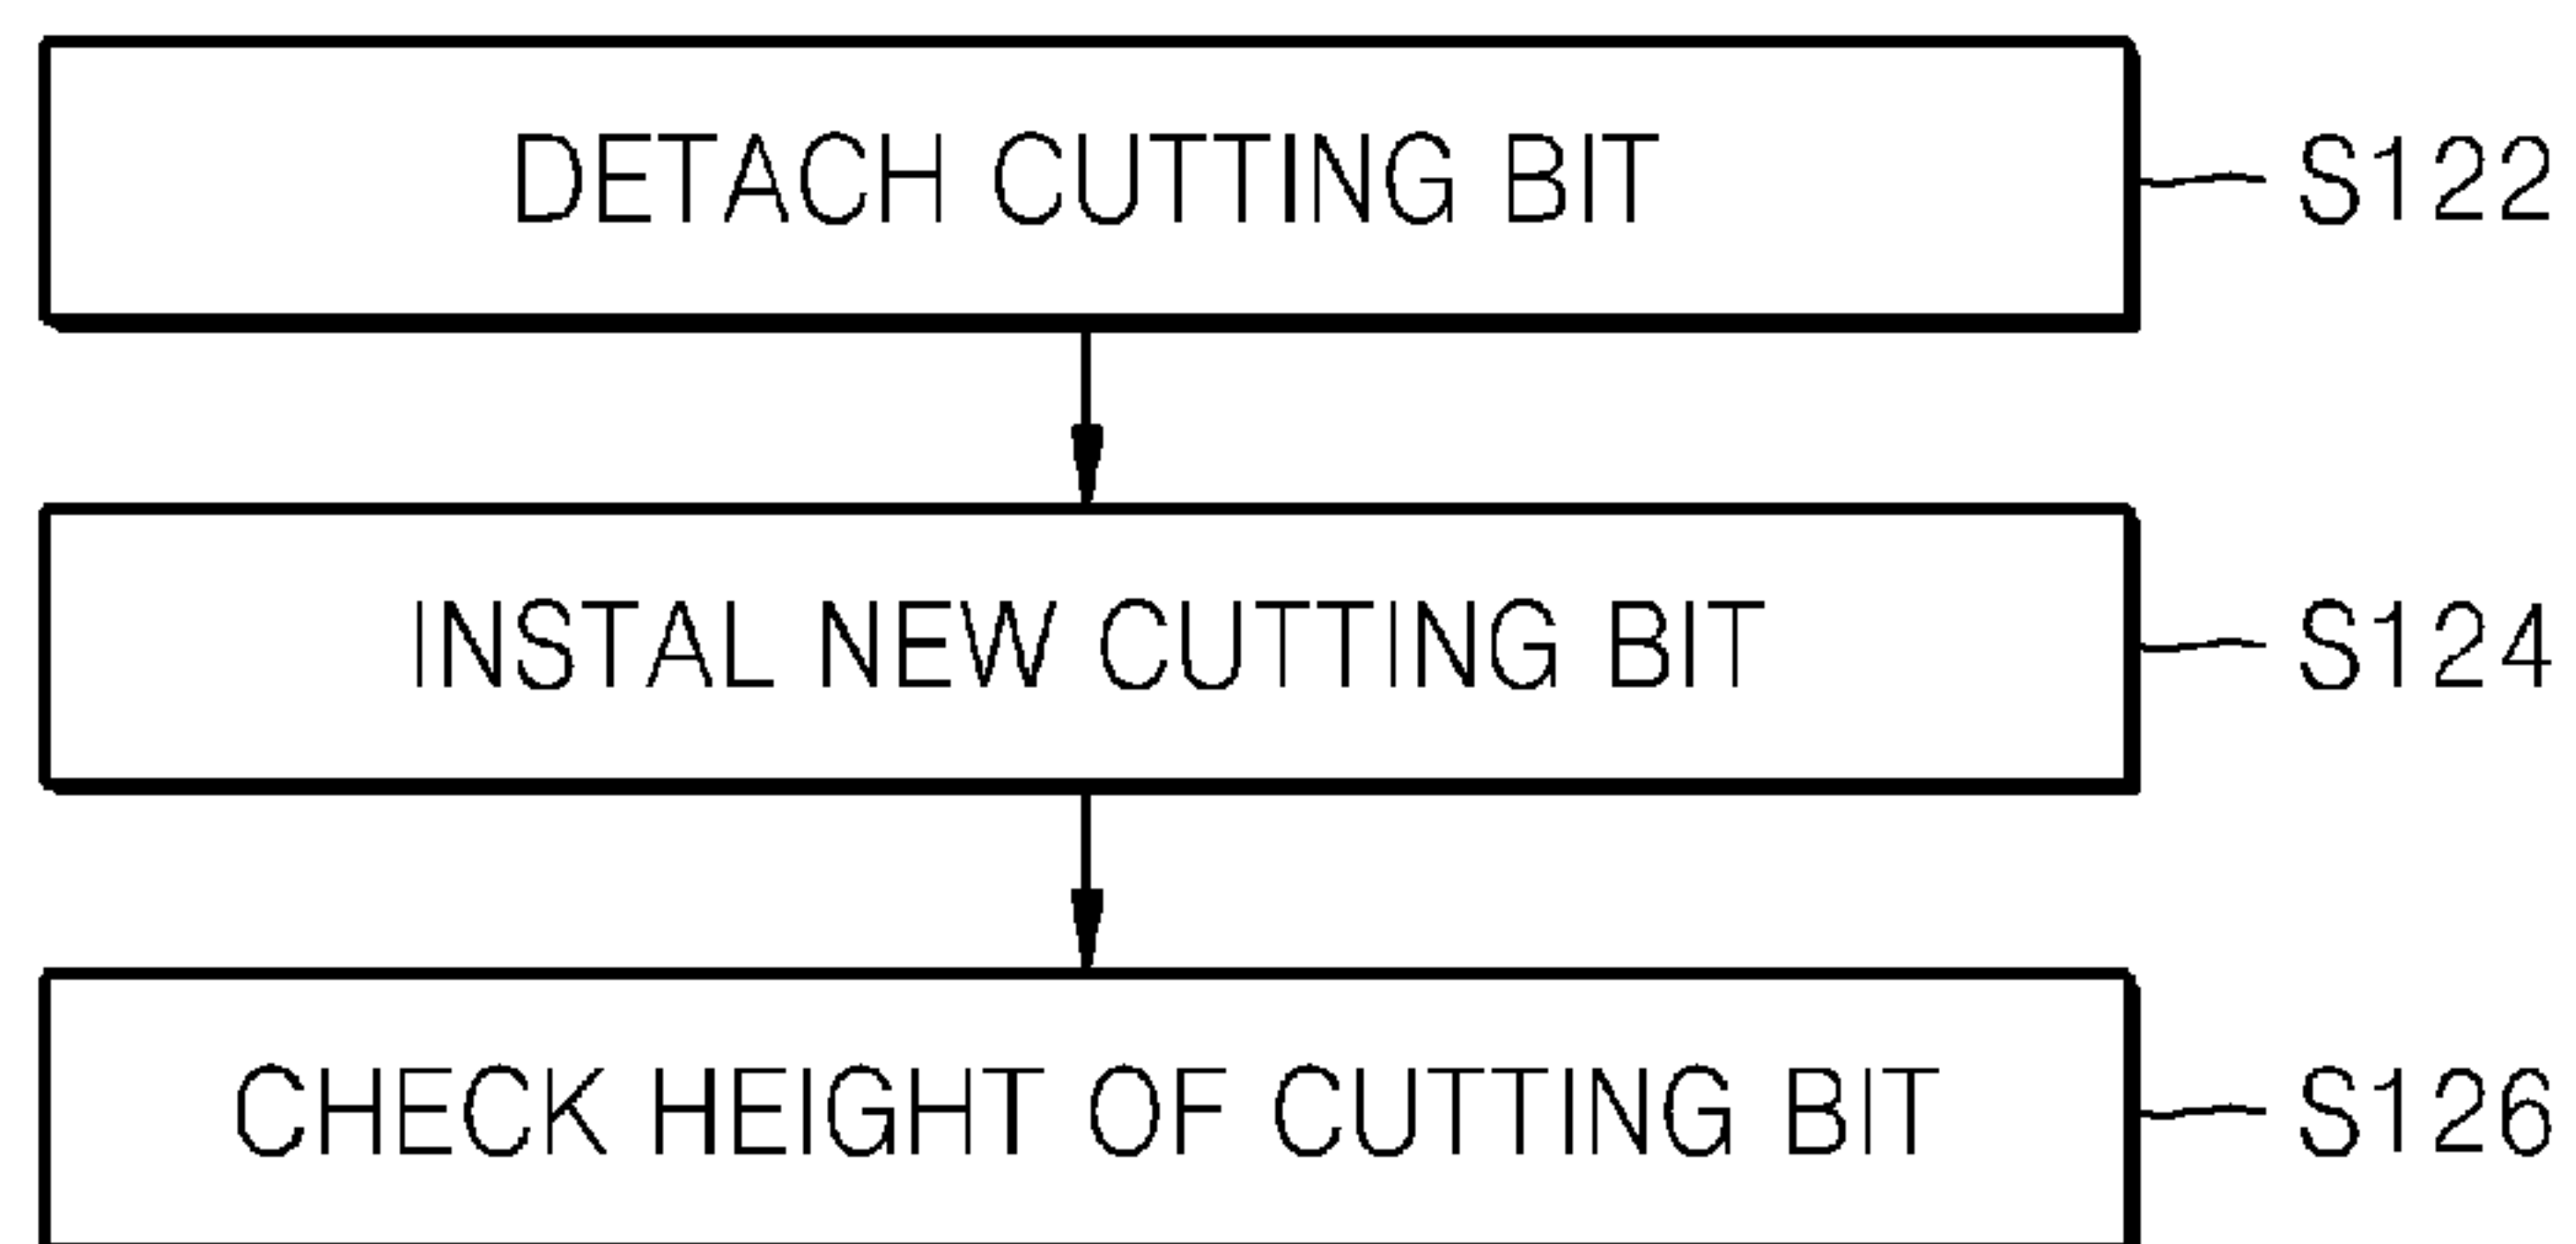 DETACH CUTTING BIT S122
INSTAL NEW CUTTING BIT S124
CHECK HEIGHT OF CUTTING BIT S126